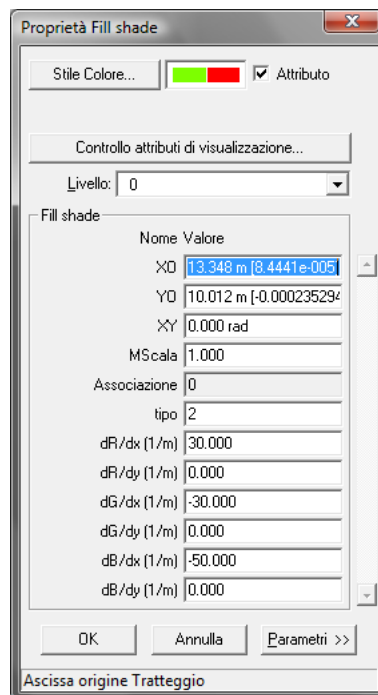 Proprietà Fill shade
Stile Colore... Attributo
Controllo attributi di visualizzazione...
Livello: 0
Fill shade
Nome Valore
X0 13.348 m [8.4441e-005
Y0 10.012 m [-0.000235294
XY 0.000 rad
MScala 1.000
Associazione 0
tipo 2
dR/dx (1/m) 30.000
dR/dy (1/m) 0.000
dG/dx (1/m) -30.000
dG/dy (1/m) 0.000
dB/dx (1/m) -50.000
dB/dy (1/m) 0.000
OK Annulla Parametri >>
Ascissa origine Tratteggio